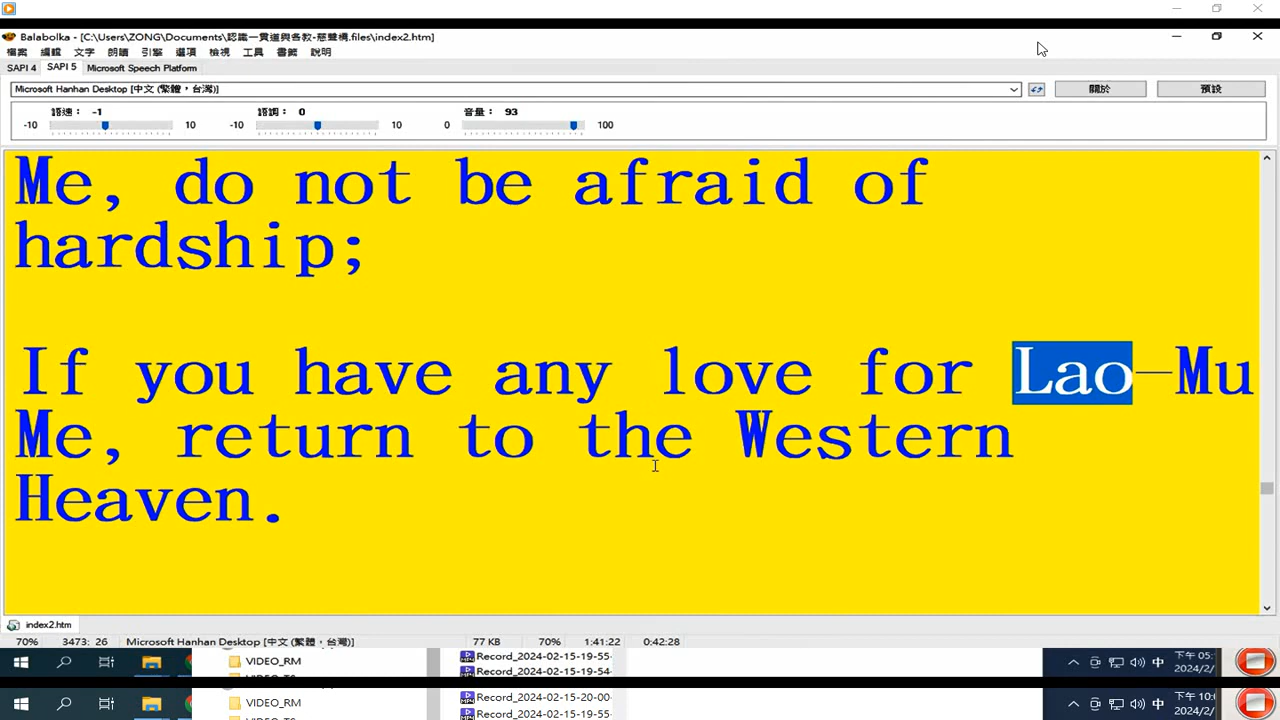 Balabolka - [C:\Users\ZONG\Documents\認識一貫道與各教-慈聲橋.files\index2.htm]
檔案 編輯 文字 朗讀 引擎 選項 檢視 工具 書籤 說明
SAPI 4 SAPI 5 Microsoft Speech Platform
Microsoft Hanhan Desktop [中文 (繁體，台灣)] 關於 預設
語速： -1 語調： 0 音量： 93
-10 10 -10 10 0 100
Me, do not be afraid of
hardship;
If you have any love for Lao—Mu
Me, return to the Western
Heaven.
index2.htm
70% 3473: 26 Microsoft Hanhan Desktop [中文 (繁體，台灣)] 77 KB 70% 1:41:22 0:42:28
VIDEO_RM Record_2024-02-15-19-55- 中 下午 05:
Record_2024-02-15-19-54- 2024/2/
VIDEO_RM Record_2024-02-15-20-00- 中 下午 10:
Record_2024-02-15-19-55- 2024/2/